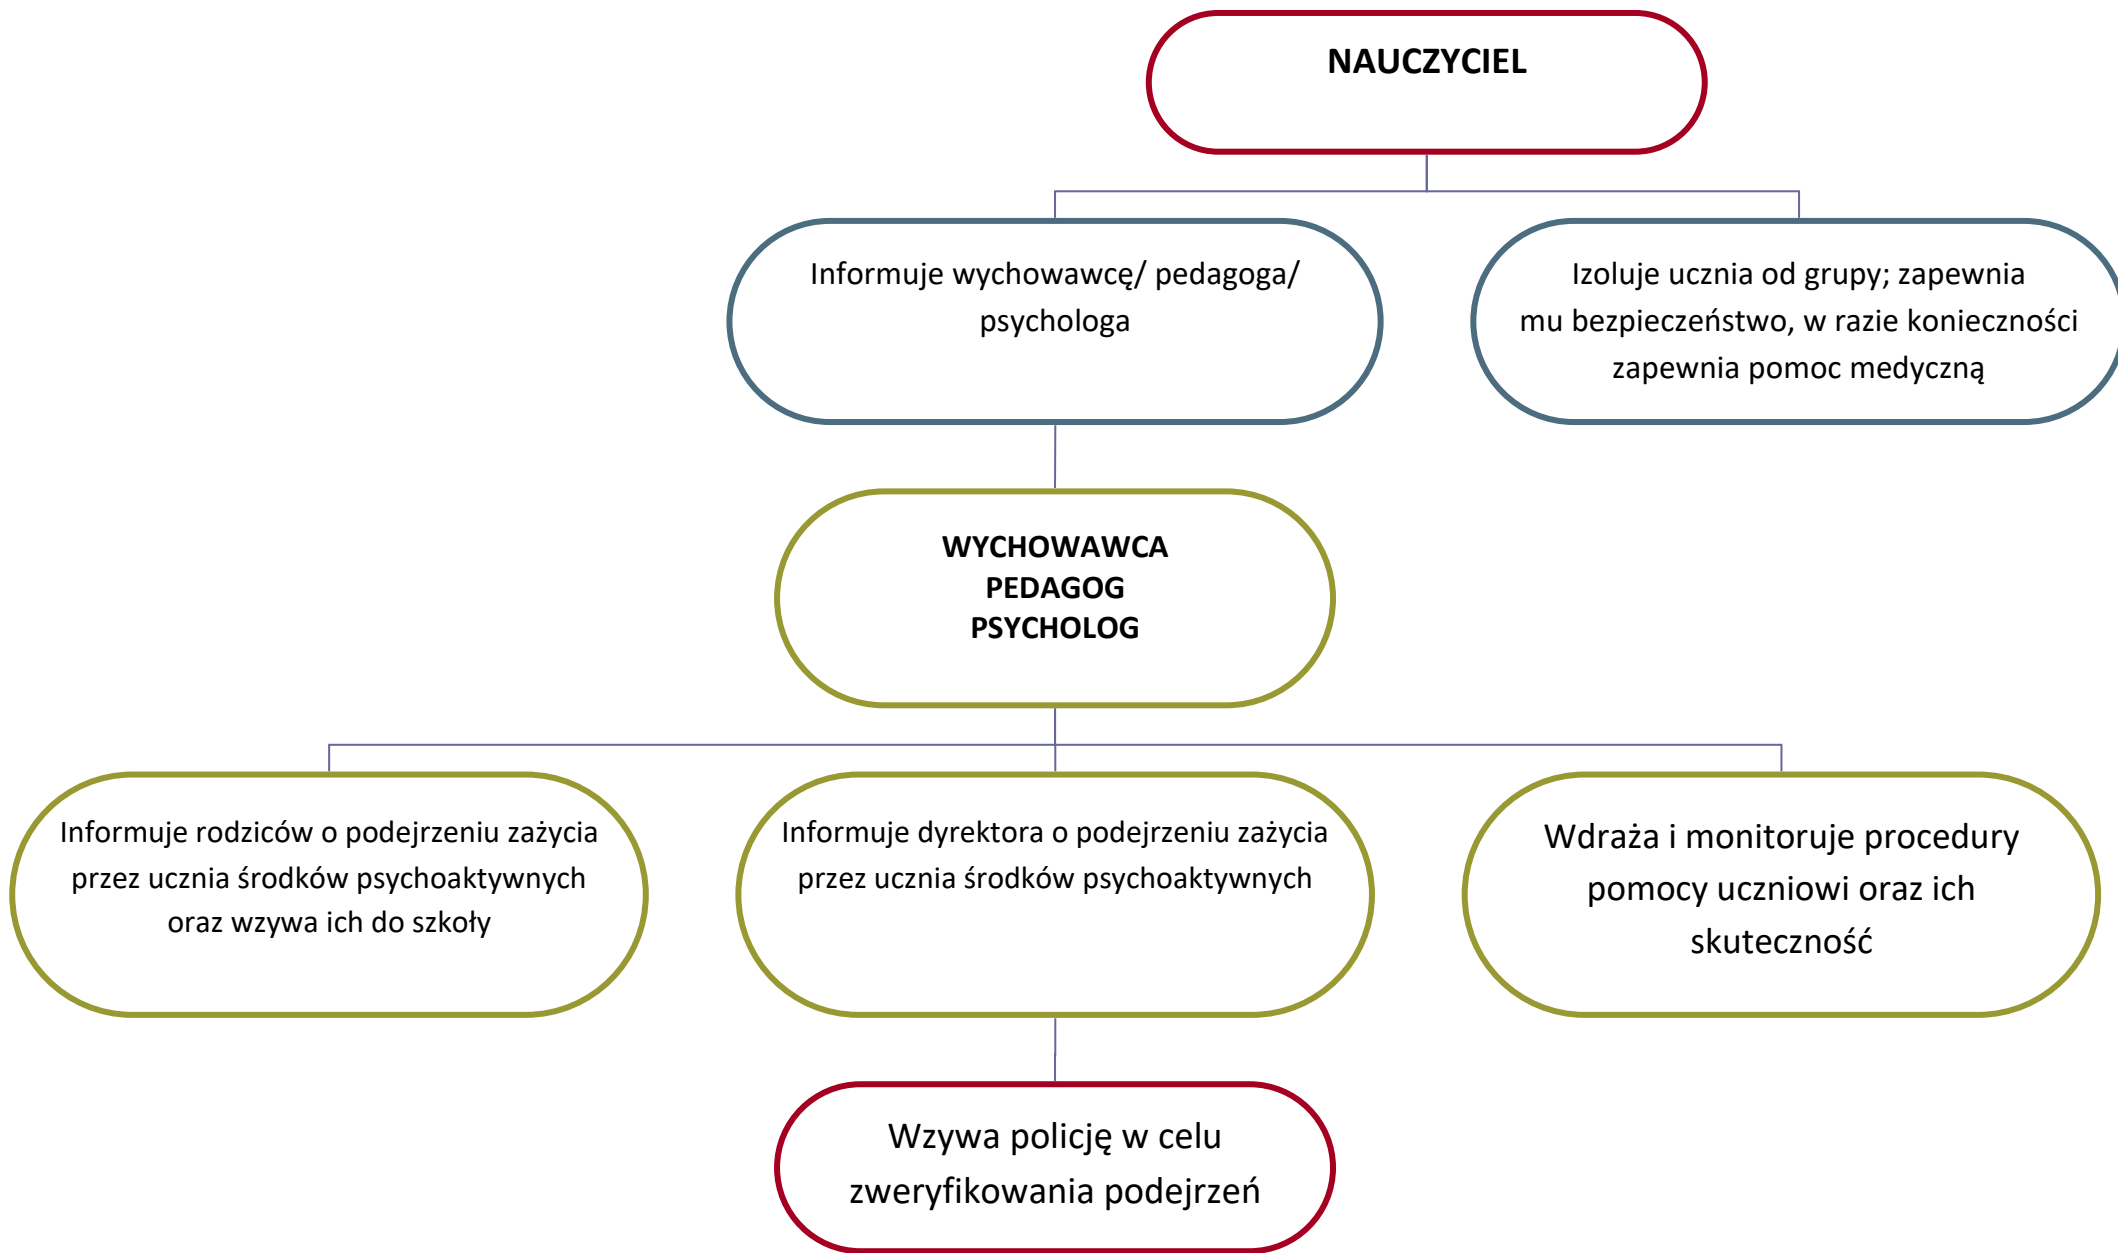 NAUCZYCIEL
Informuje wychowawcę/ pedagoga/
psychologa
Izoluje ucznia od grupy; zapewnia
mu bezpieczeństwo, w razie konieczności
zapewnia pomoc medyczną
WYCHOWAWCA
PEDAGOG
PSYCHOLOG
Informuje rodziców o podejrzeniu zażycia
przez ucznia środków psychoaktywnych
oraz wzywa ich do szkoły
Informuje dyrektora o podejrzeniu zażycia
przez ucznia środków psychoaktywnych
Wdraża i monitoruje procedury
pomocy uczniowi oraz ich
skuteczność
Wzywa policję w celu
zweryfikowania podejrzeń